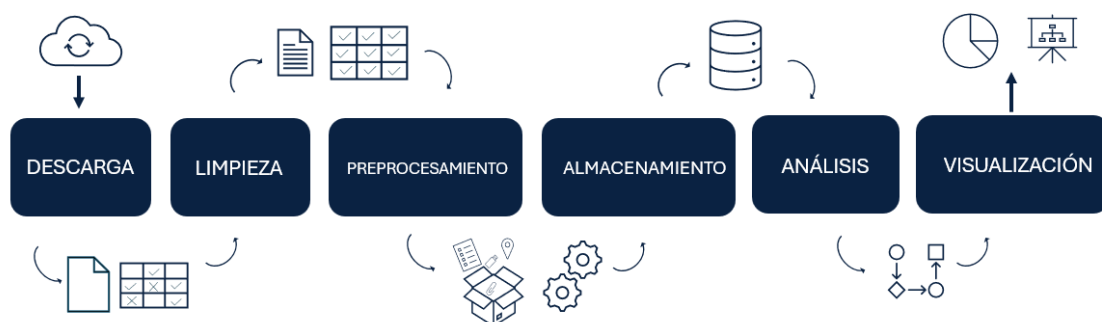 DESCARGA
LIMPIEZA
PREPROCESAMIENTO
ALMACENAMIENTO
ANÁLISIS
VISUALIZACIÓN